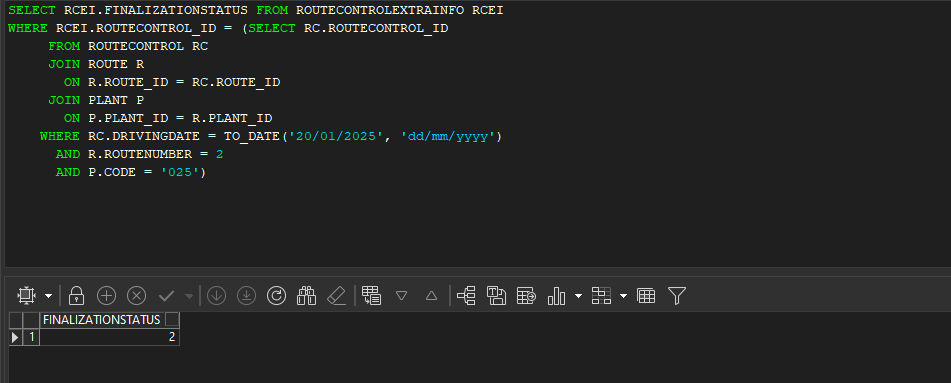 SELECT RCEI.FINALIZATIONSTATUS FROM ROUTECONTROLEXTRAINFO RCEI
WHERE RCEI.ROUTECONTROL_ID = (SELECT RC.ROUTECONTROL_ID
FROM ROUTECONTROL RC
JOIN ROUTE R
ON R.ROUTE_ID = RC.ROUTE_ID
JOIN PLANT P
ON P.PLANT_ID = R.PLANT_ID
WHERE RC.DRIVINGDATE = TO_DATE('20/01/2025', 'dd/mm/yyyy')
AND R.ROUTENUMBER = 2
AND P.CODE = '025')
FINALIZATIONSTATUS
1 2